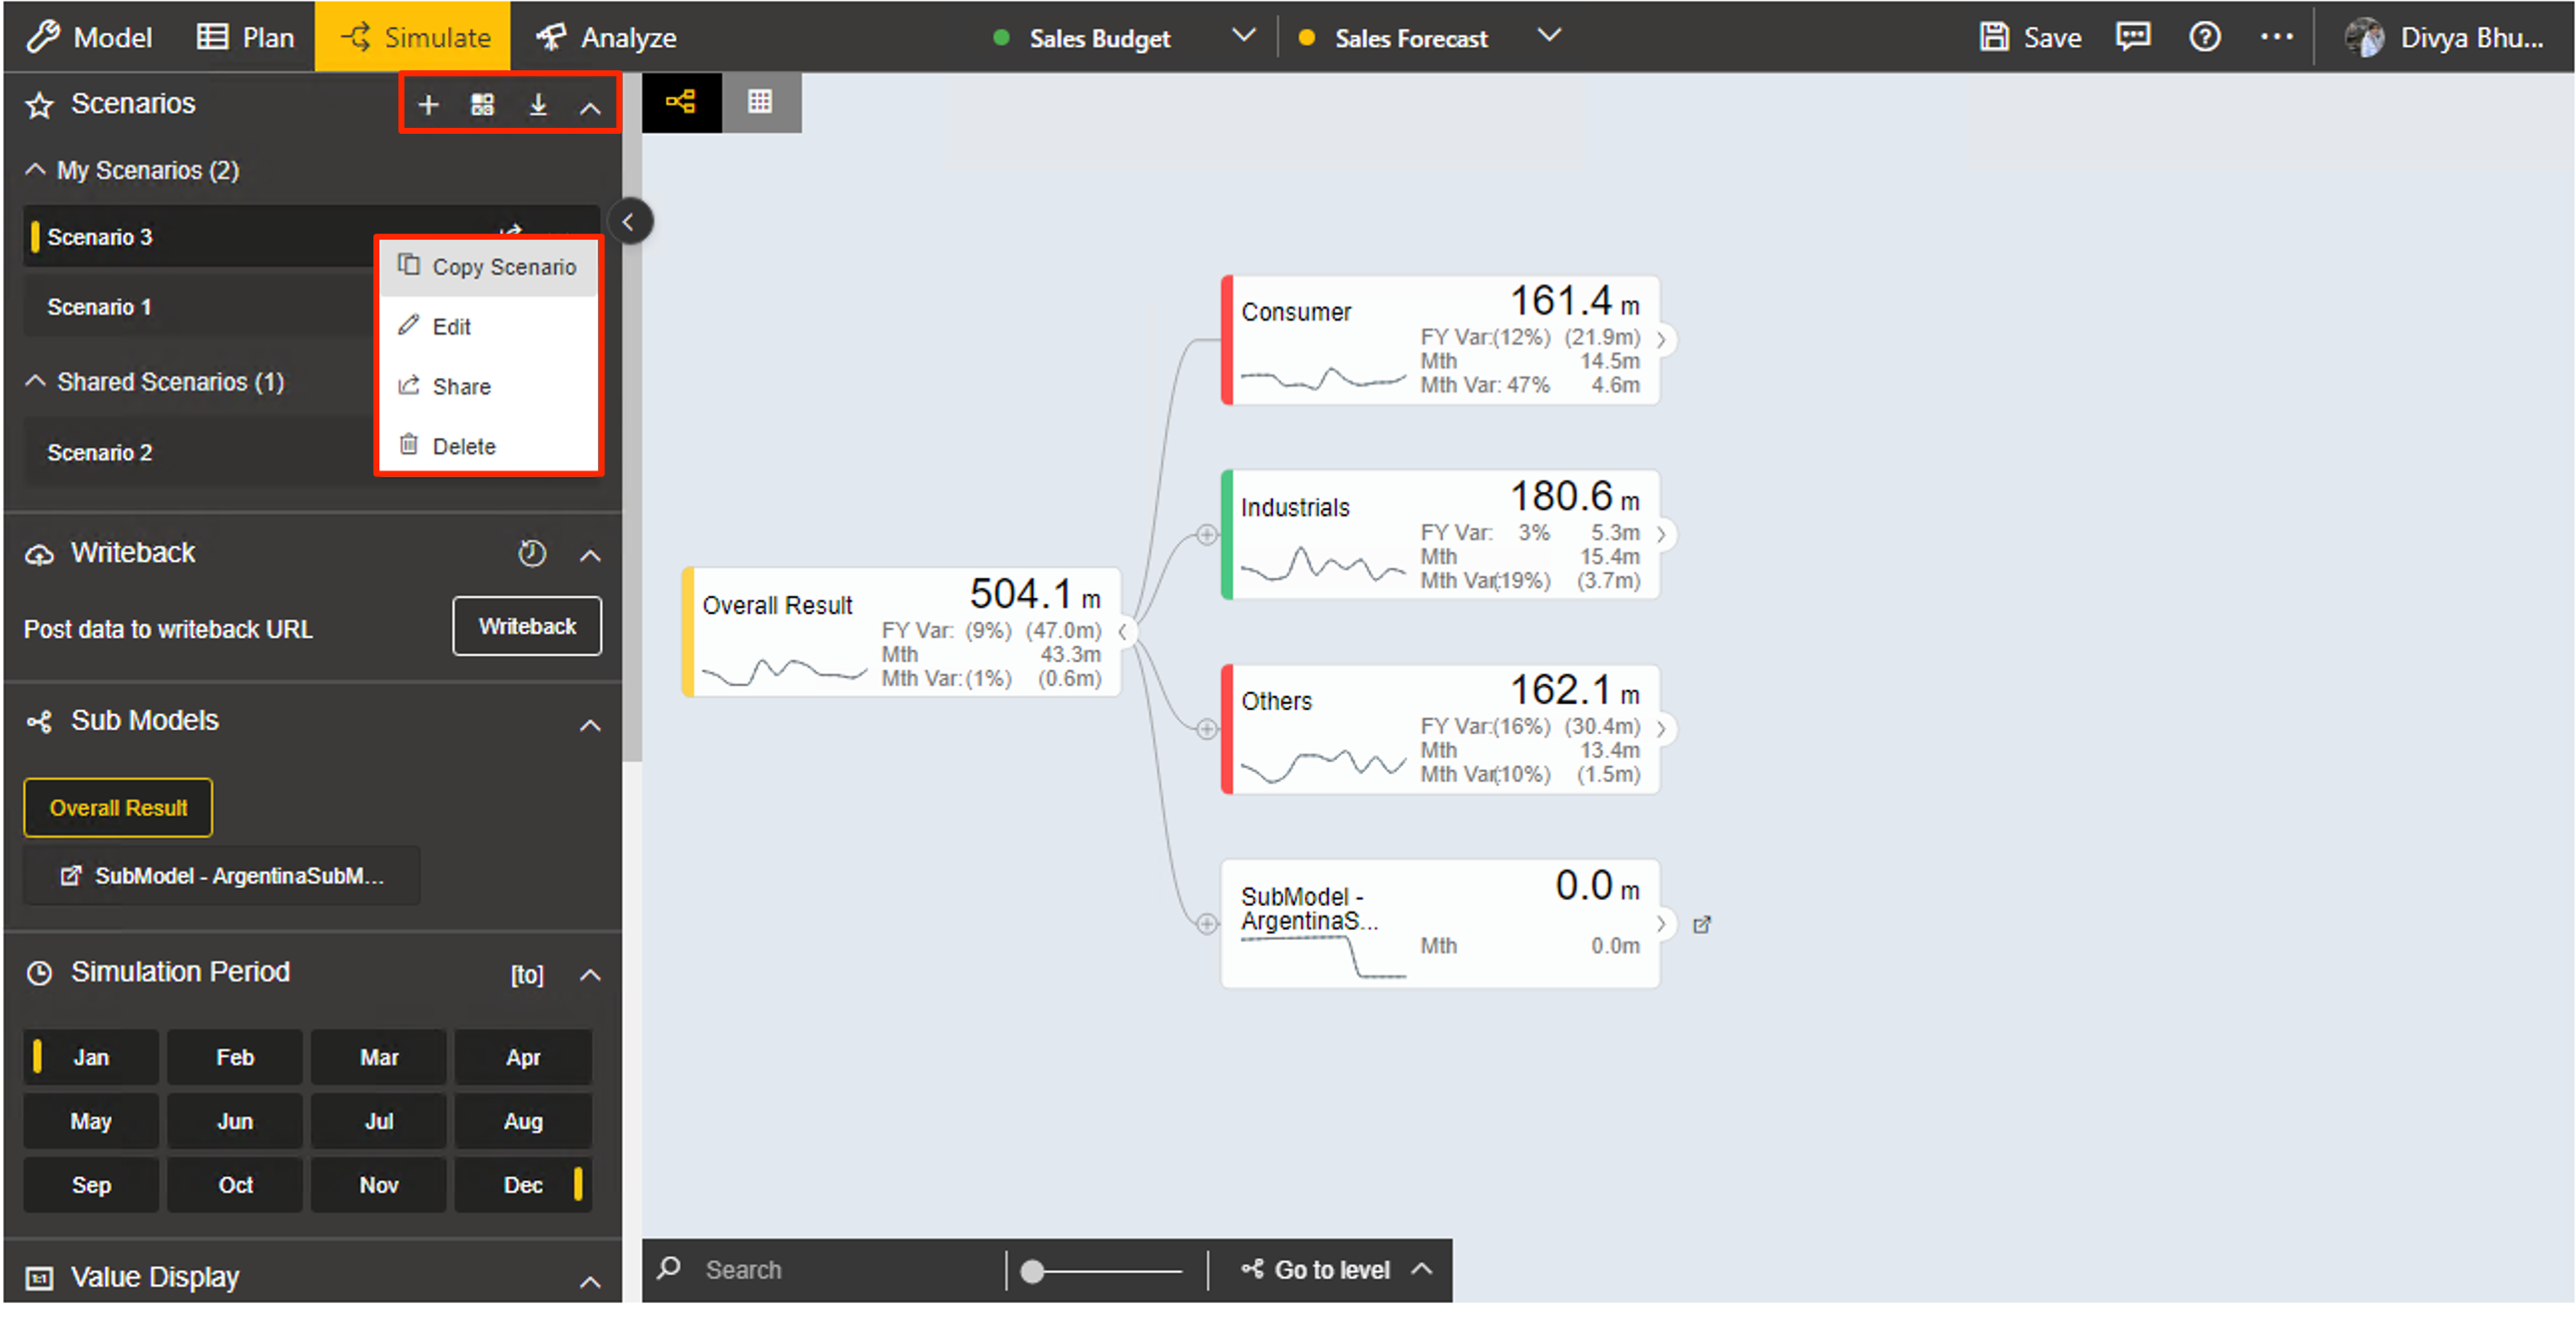 Model Plan Simulate Analyze Sales Budget Sales Forecast Save Divya Bhu...
Scenarios
My Scenarios (2)
Scenario 3
Copy Scenario
Scenario 1
Edit
Shared Scenarios (1)
Share
Scenario 2
Delete
Writeback
Post data to writeback URL Writeback
Sub Models
Overall Result
SubModel - ArgentinaSubM...
Simulation Period [to]
Jan Feb Mar Apr
May Jun Jul Aug
Sep Oct Nov Dec
Value Display
Overall Result 504.1 m
FY Var: (9%) (47.0m)
Mth 43.3m
Mth Var: (1%) (0.6m)
Consumer 161.4 m
FY Var:(12%) (21.9m)
Mth 14.5m
Mth Var: 47% 4.6m
Industrials 180.6 m
FY Var: 3% 5.3m
Mth 15.4m
Mth Var:(19%) (3.7m)
Others 162.1 m
FY Var:(16%) (30.4m)
Mth 13.4m
Mth Var:(10%) (1.5m)
SubModel - 0.0 m
ArgentinaS...
Mth 0.0m
Search Go to level